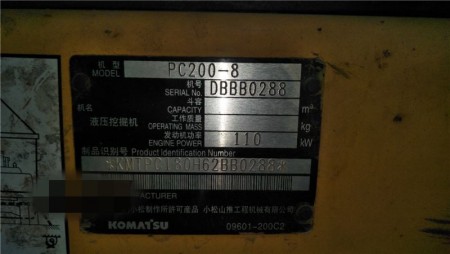 机 型
MODEL PC200-8
机号
SERIAL No. DBBB0288
机名 斗容
CAPACITY m³
液压挖掘机 工作质量
OPERATING MASS kg
发动机功率
ENGINE POWER 110 kW
制品识别号 Product Identification Number
FACTURER
小松山推工程机械有限公司
KOMATSU 09601-200C2